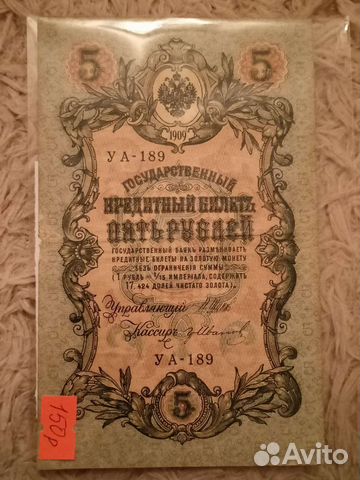 5 5
1909
УА-189
ГОСУДАРСТВЕННЫЙ
КРЕДИТНЫЙ БИЛЕТЪ
ПЯТЬ РУБЛЕЙ
ГОСУДАРСТВЕННЫЙ БАНКЪ РАЗМѢНИВАЕТЪ
КРЕДИТНЫЕ БИЛЕТЫ НА ЗОЛОТУЮ МОНЕТУ
БЕЗЪ ОГРАНИЧЕНІЯ СУММЫ
(1 РУБЛЬ = 1/15 ИМПЕРІАЛА, СОДЕРЖИТЪ
17,424 ДОЛЕЙ ЧИСТАГО ЗОЛОТА).
Управляющій
Кассиръ
УА-189
5
150р
Avito